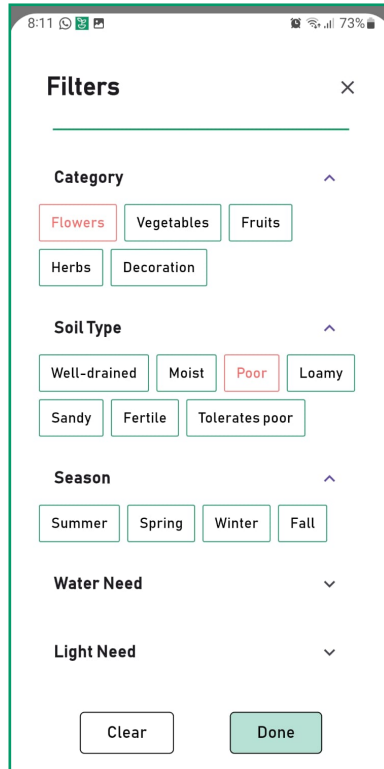 8:11 73%
Filters
Category
Flowers Vegetables Fruits
Herbs Decoration
Soil Type
Well-drained Moist Poor Loamy
Sandy Fertile Tolerates poor
Season
Summer Spring Winter Fall
Water Need
Light Need
Clear Done